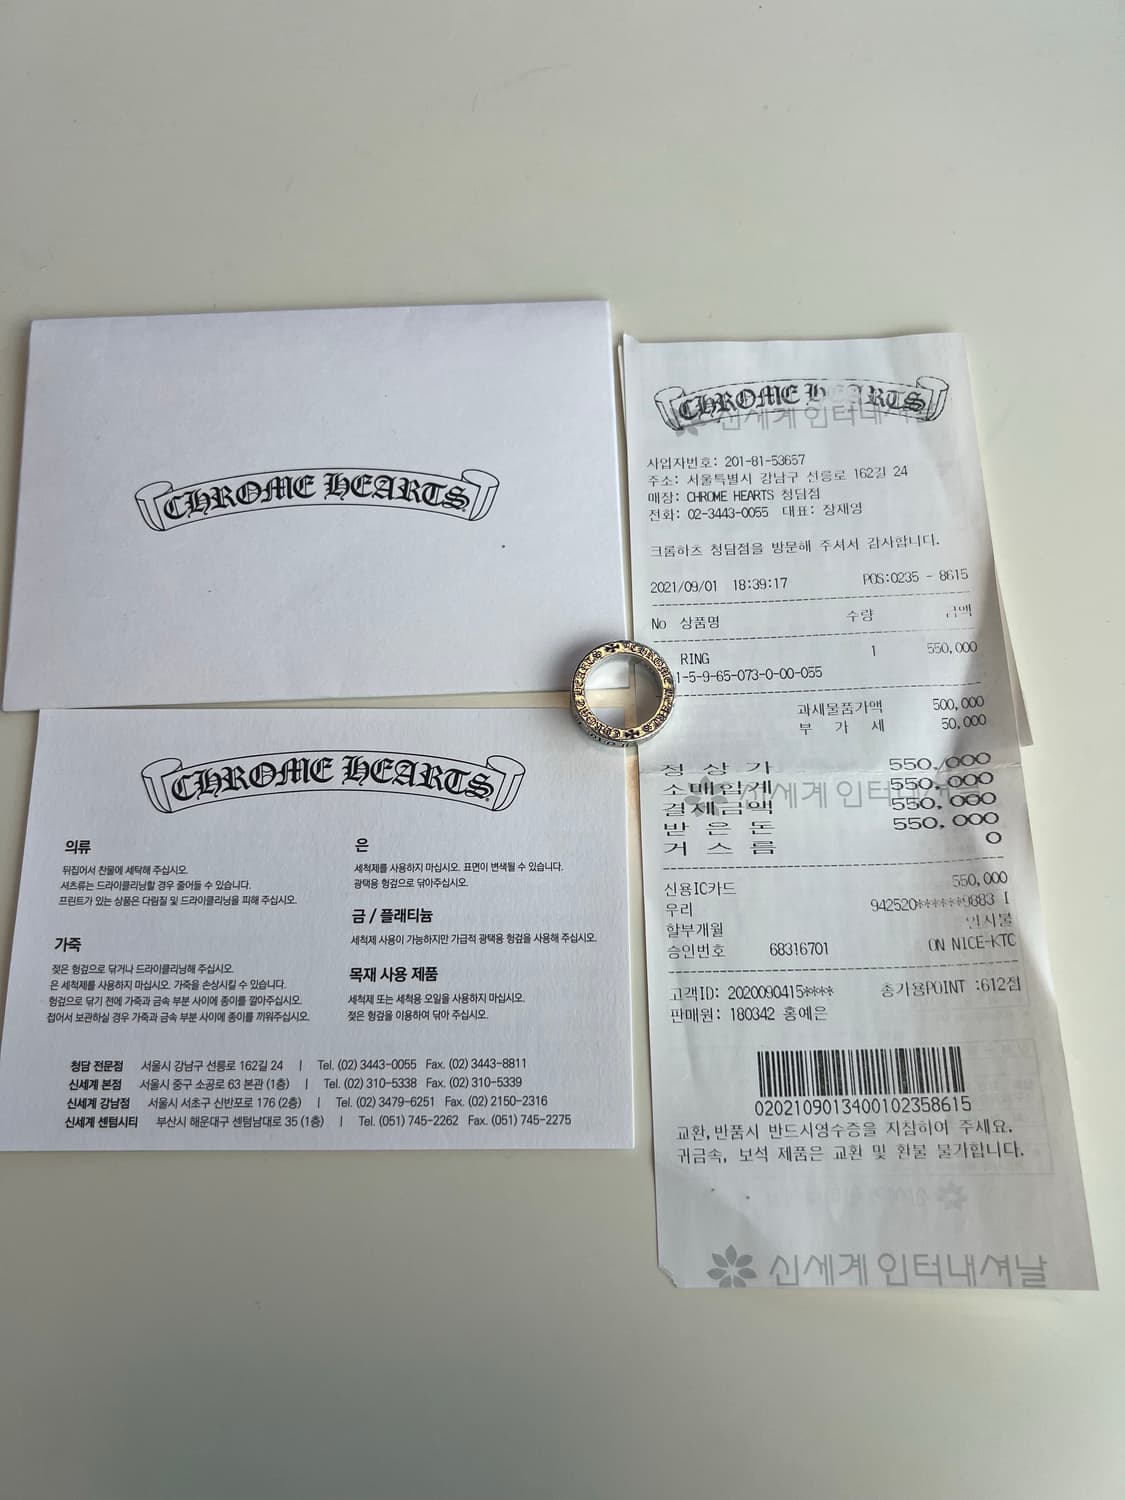 CHROME HEARTS
CHROME HEARTS
의류
뒤집어서 찬물에 세탁해 주십시오.
셔츠류는 드라이클리닝할 경우 줄어들 수 있습니다.
프린트가 있는 상품은 다림질 및 드라이클리닝을 피해 주십시오.
가죽
젖은 헝겊으로 닦거나 드라이클리닝해 주십시오.
은 세척제를 사용하지 마십시오. 가죽을 손상시킬 수 있습니다.
헝겊으로 닦기 전에 가죽과 금속 부분 사이에 종이를 깔아주십시오.
접어서 보관하실 경우 가죽과 금속 부분 사이에 종이를 끼워주십시오.
은
세척제를 사용하지 마십시오. 표면이 변색될 수 있습니다.
광택용 헝겊으로 닦아주십시오.
금 / 플래티늄
세척제 사용이 가능하지만 가급적 광택용 헝겊을 사용해 주십시오.
목재 사용 제품
세척제 또는 세척용 오일을 사용하지 마십시오.
젖은 헝겊을 이용하여 닦아 주십시오.
청담 전문점 서울시 강남구 선릉로 162길 24 | Tel. (02) 3443-0055 Fax. (02) 3443-8811
신세계 본점 서울시 중구 소공로 63 본관 (1층) | Tel. (02) 310-5338 Fax. (02) 310-5339
신세계 강남점 서울시 서초구 신반포로 176 (2층) | Tel. (02) 3479-6251 Fax. (02) 2150-2316
신세계 센텀시티 부산시 해운대구 센텀남대로 35 (1층) | Tel. (051) 745-2262 Fax. (051) 745-2275
CHROME HEARTS
신세계인터내셔날
사업자번호: 201-81-53657
주소: 서울특별시 강남구 선릉로 162길 24
매장: CHROME HEARTS 청담점
전화: 02-3443-0055 대표: 장재영
크롬하츠 청담점을 방문해 주셔서 감사합니다.
2021/09/01 18:39:17 POS:0235 - 8615
No 상품명 수량 금액
RING 1 550,000
1-5-9-65-073-0-00-055
과세물품가액 500,000
부 가 세 50,000
정 상 가 550,000
소매합계 550,000
결제금액 550,000
받 은 돈 550,000
거 스 름 0
신세계인터내셔날
신용IC카드 550,000
우리 942520******9883 I
할부개월 일시불
승인번호 68316701 ON NICE-KTC
고객ID: 2020090415**** 총가용POINT :612점
판매원: 180342 홍예은
0202109013400102358615
교환,반품시 반드시영수증을 지참하여 주세요.
귀금속, 보석 제품은 교환 및 환불 불가합니다.
신세계인터내셔날